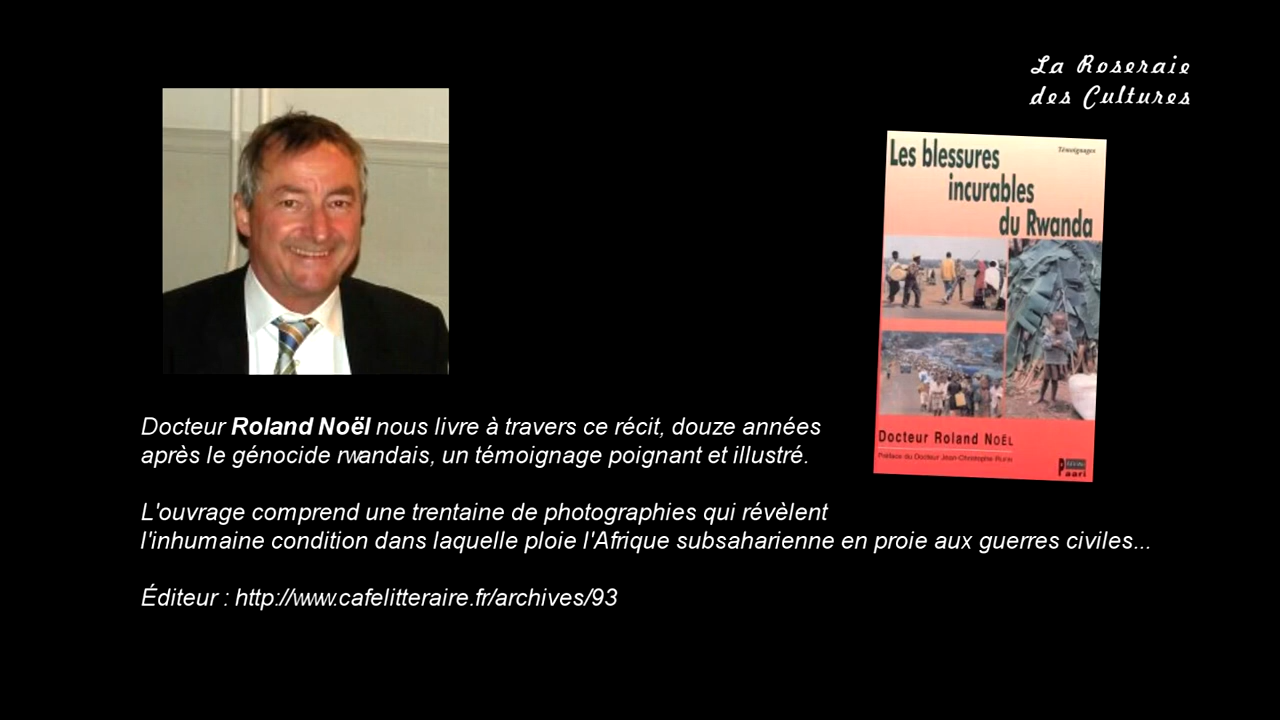 La Roseraie
des Cultures
Témoignages
Les blessures
incurables
du Rwanda
Docteur Roland NOËL
Préface du Docteur Jean-Christophe Rufin
Paari
Docteur Roland Noël nous livre à travers ce récit, douze années
après le génocide rwandais, un témoignage poignant et illustré.
L'ouvrage comprend une trentaine de photographies qui révèlent
l'inhumaine condition dans laquelle ploie l'Afrique subsaharienne en proie aux guerres civiles...
Éditeur : http://www.cafelitteraire.fr/archives/93